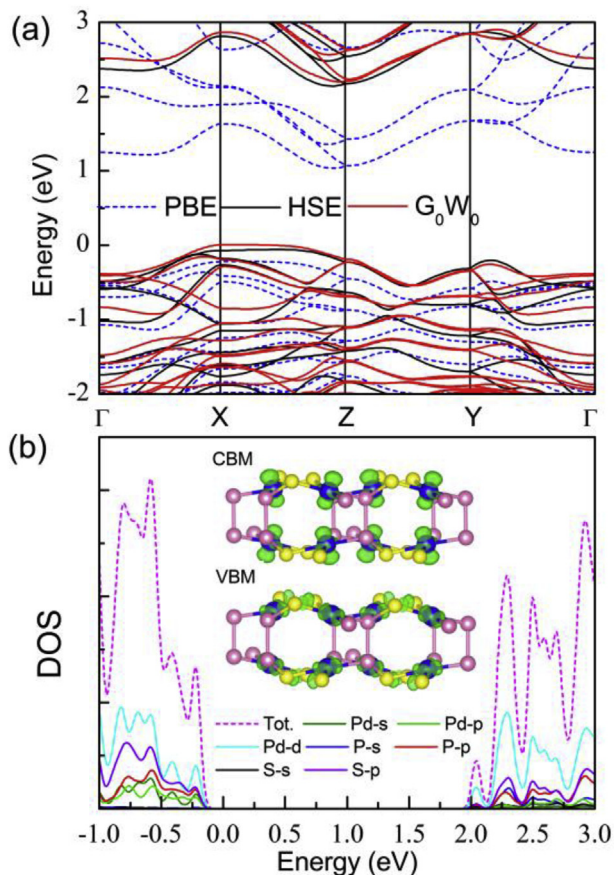 (a)
3
2
1
0
-1
-2
Energy (eV)
PBE HSE G₀W₀
Γ X Z Y Γ
(b)
CBM
VBM
DOS
Tot. Pd-s Pd-p
Pd-d P-s P-p
S-s S-p
-1.0 -0.5 0.0 0.5 1.0 1.5 2.0 2.5 3.0
Energy (eV)